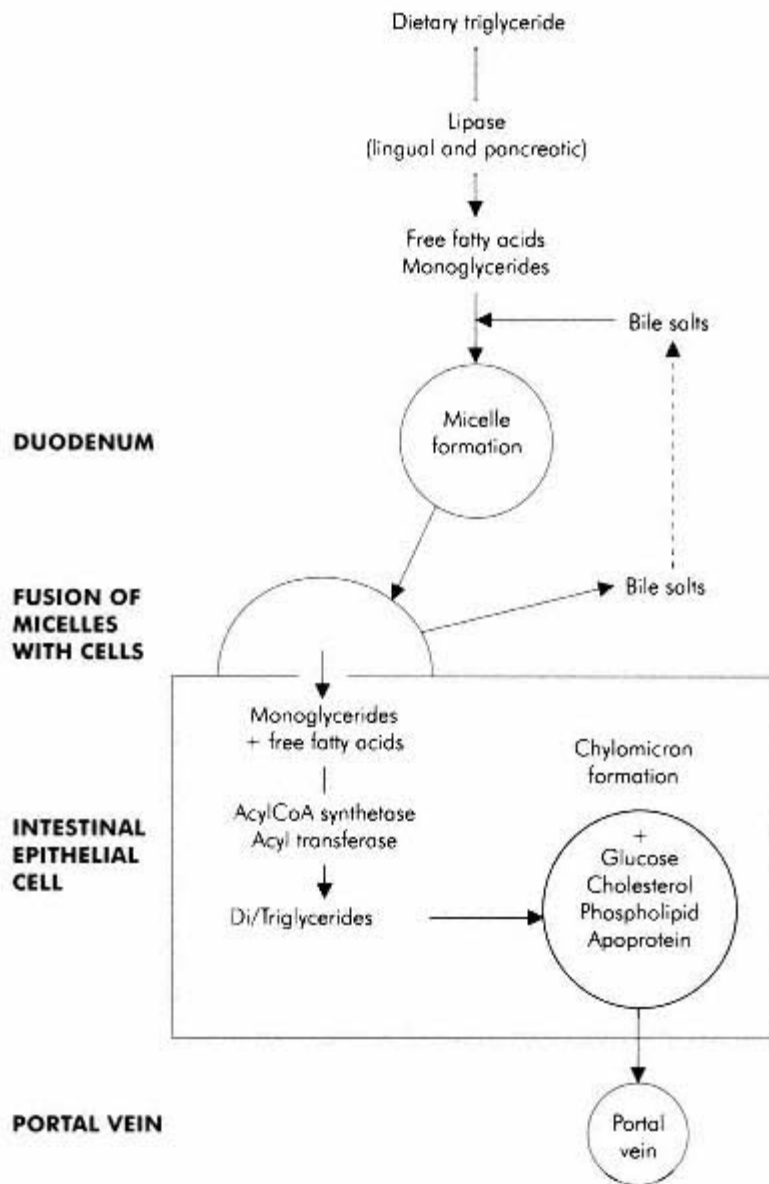 Dietary triglyceride
Lipase
(lingual and pancreatic)
Free fatty acids
Monoglycerides
Bile salts
Micelle
formation
DUODENUM
Bile salts
FUSION OF
MICELLES
WITH CELLS
Monoglycerides
+ free fatty acids
Chylomicron
formation
AcylCoA synthetase
Acyl transferase
INTESTINAL
EPITHELIAL
CELL
+
Glucose
Cholesterol
Phospholipid
Apoprotein
Di/Triglycerides
PORTAL VEIN
Portal
vein